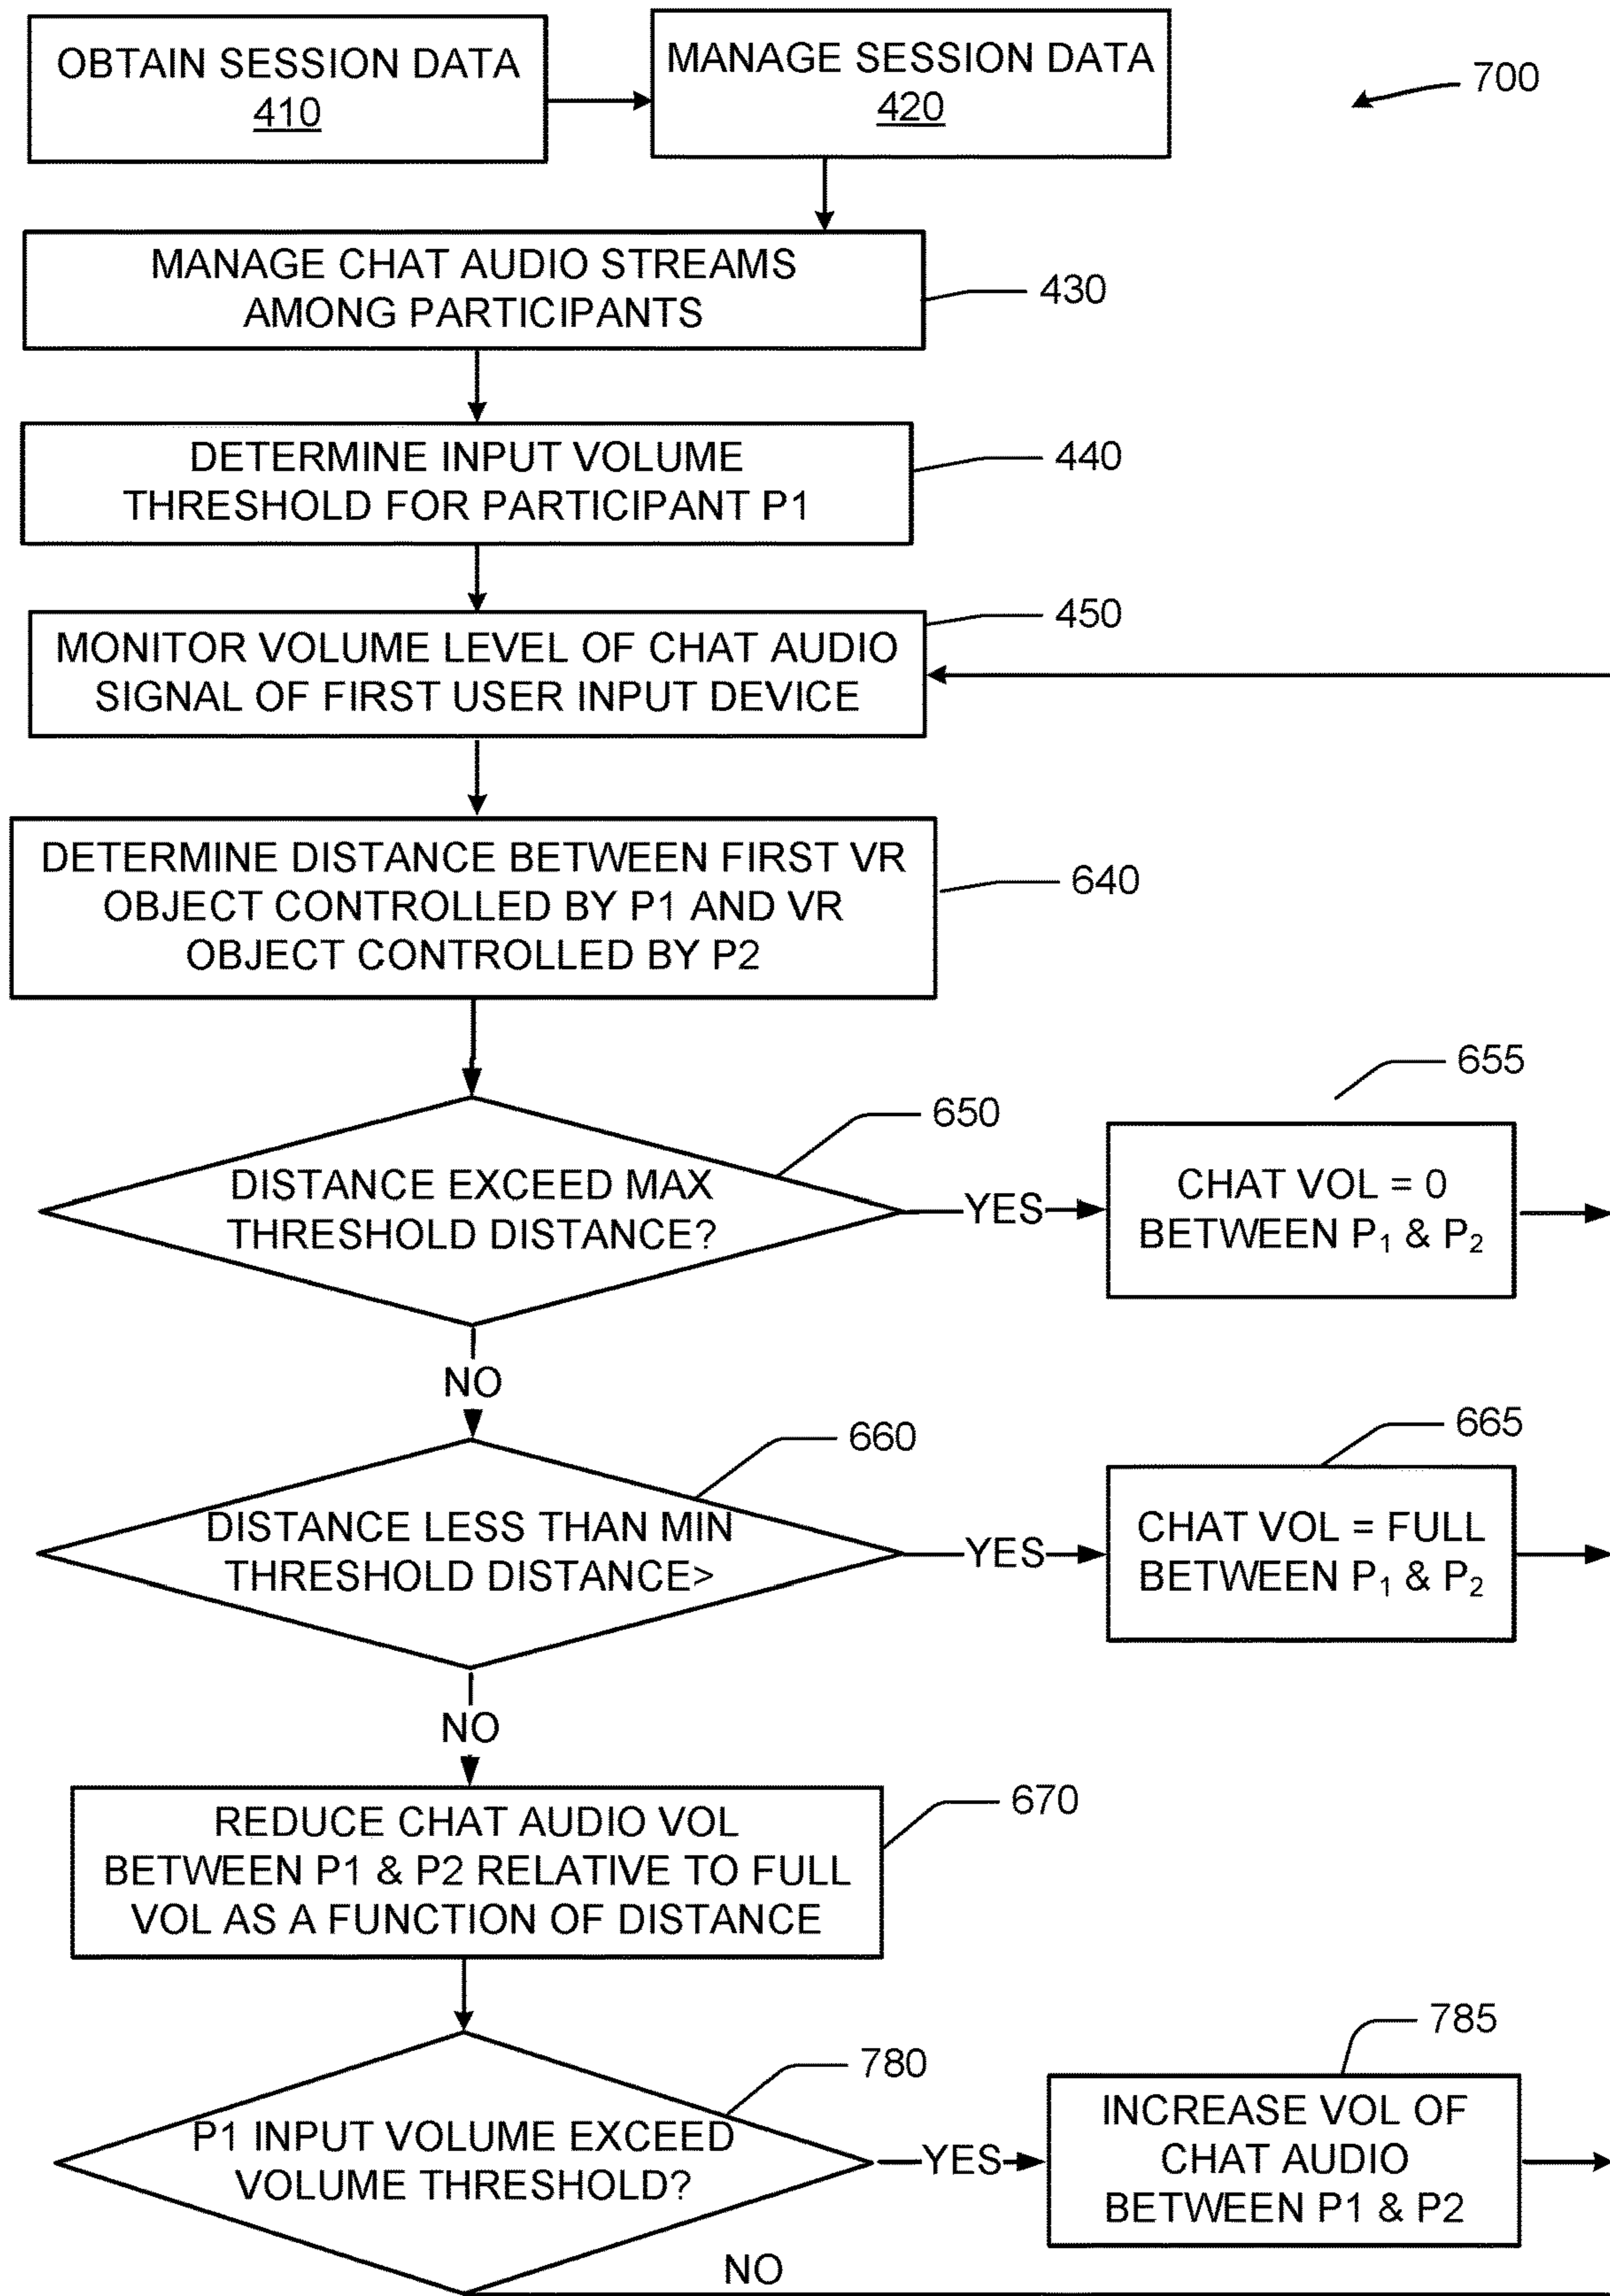 OBTAIN SESSION DATA
410
MANAGE SESSION DATA
420
700
MANAGE CHAT AUDIO STREAMS
AMONG PARTICIPANTS
430
DETERMINE INPUT VOLUME
THRESHOLD FOR PARTICIPANT P1
440
MONITOR VOLUME LEVEL OF CHAT AUDIO
SIGNAL OF FIRST USER INPUT DEVICE
450
DETERMINE DISTANCE BETWEEN FIRST VR
OBJECT CONTROLLED BY P1 AND VR
OBJECT CONTROLLED BY P2
640
DISTANCE EXCEED MAX
THRESHOLD DISTANCE?
650
YES
CHAT VOL = 0
BETWEEN P₁ & P₂
655
NO
DISTANCE LESS THAN MIN
THRESHOLD DISTANCE>
660
YES
CHAT VOL = FULL
BETWEEN P₁ & P₂
665
NO
REDUCE CHAT AUDIO VOL
BETWEEN P1 & P2 RELATIVE TO FULL
VOL AS A FUNCTION OF DISTANCE
670
P1 INPUT VOLUME EXCEED
VOLUME THRESHOLD?
780
YES
INCREASE VOL OF
CHAT AUDIO
BETWEEN P1 & P2
785
NO